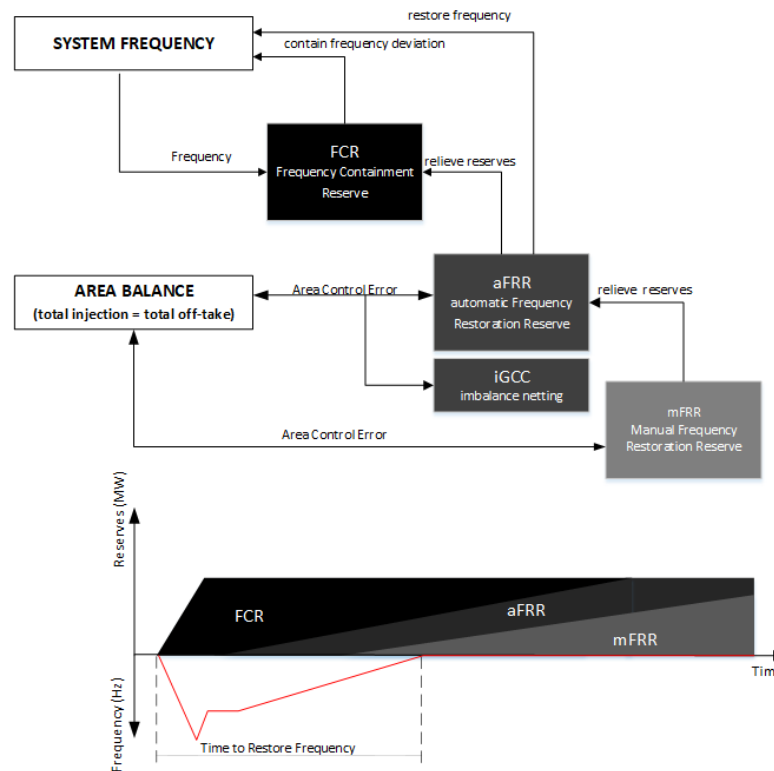 restore frequency
SYSTEM FREQUENCY
contain frequency deviation
FCR
Frequency Containment
Reserve
Frequency
relieve reserves
aFRR
automatic Frequency
Restoration Reserve
AREA BALANCE
(total injection = total off-take)
Area Control Error
relieve reserves
iGCC
imbalance netting
mFRR
Manual Frequency
Restoration Reserve
Area Control Error
Reserves (MW)
FCR
aFRR
mFRR
Tim
Frequency (Hz)
Time to Restore Frequency